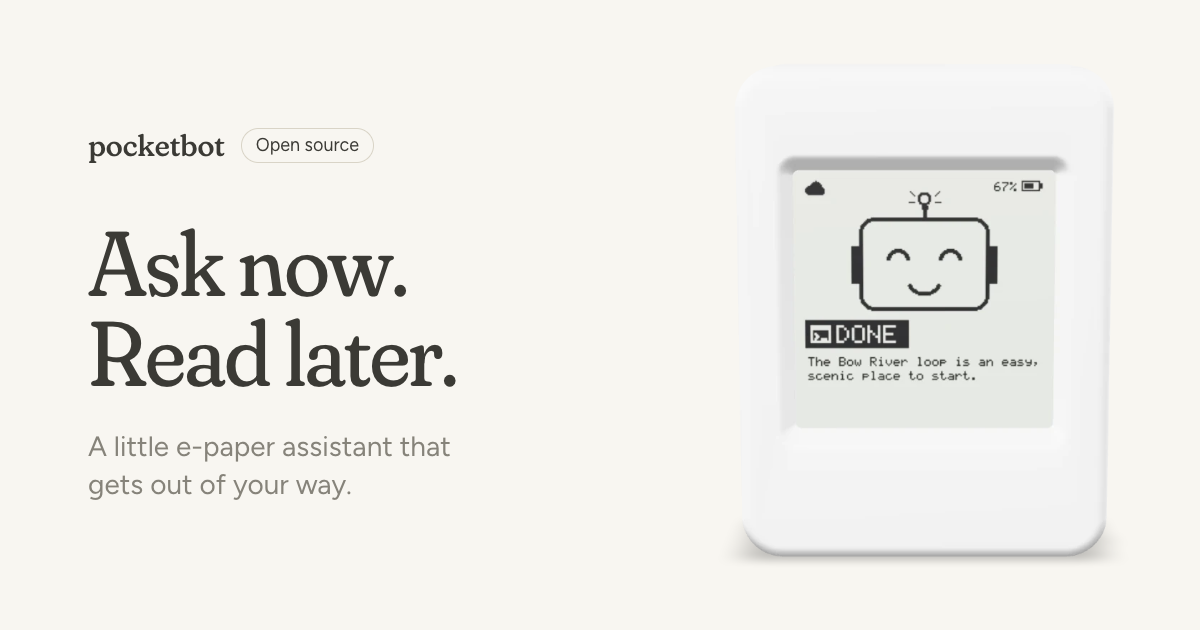 pocketbot
Open source
Ask now.
Read later.
A little e-paper assistant that
gets out of your way.
67%
DONE
The Bow River loop is an easy,
scenic place to start.